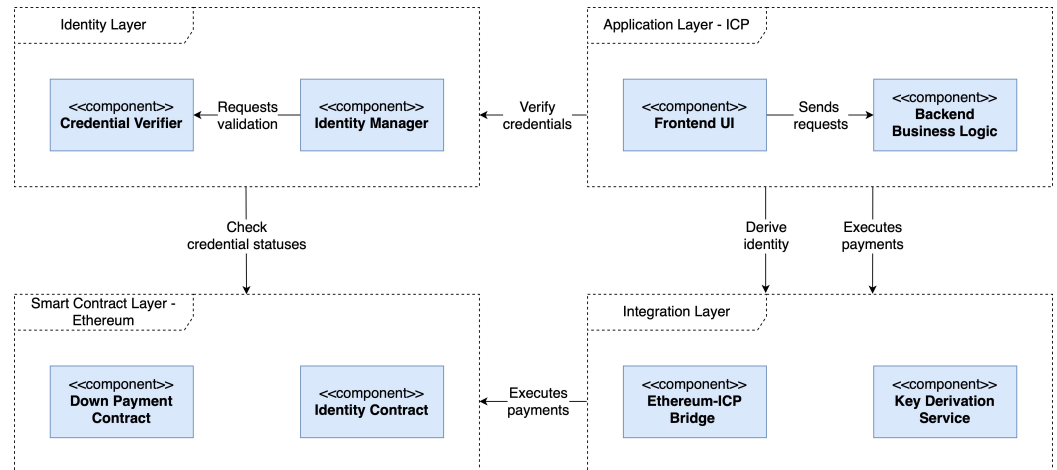 Identity Layer
<<component>>
Credential Verifier
Requests
validation
<<component>>
Identity Manager
Verify
credentials
Application Layer - ICP
<<component>>
Frontend UI
Sends
requests
<<component>>
Backend
Business Logic
Check
credential statuses
Derive
identity
Executes
payments
Smart Contract Layer -
Ethereum
<<component>>
Down Payment
Contract
<<component>>
Identity Contract
Executes
payments
Integration Layer
<<component>>
Ethereum-ICP
Bridge
<<component>>
Key Derivation
Service